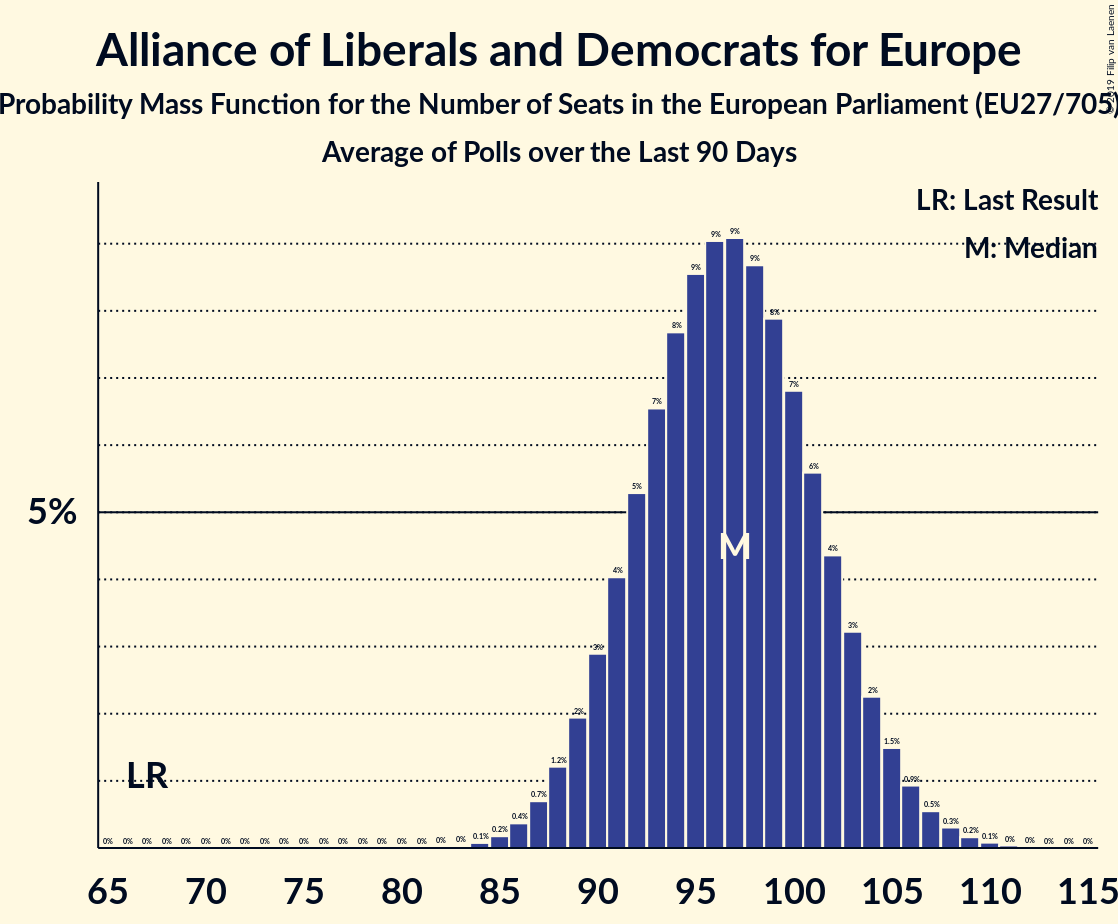 Alliance of Liberals and Democrats for Europe
Probability Mass Function for the Number of Seats in the European Parliament (EU27/705)
Average of Polls over the Last 90 Days
© 2019 Filip van Laenen
LR: Last Result
M: Median
5%
LR
M
0% 0% 0% 0% 0% 0% 0% 0% 0% 0% 0% 0% 0% 0% 0% 0% 0% 0% 0% 0.1% 0.2% 0.4% 0.7% 1.2% 2% 3% 4% 5% 7% 8% 9% 9% 9% 9% 8% 7% 6% 4% 3% 2% 1.5% 0.9% 0.5% 0.3% 0.2% 0.1% 0% 0% 0% 0% 0%
65 70 75 80 85 90 95 100 105 110 115